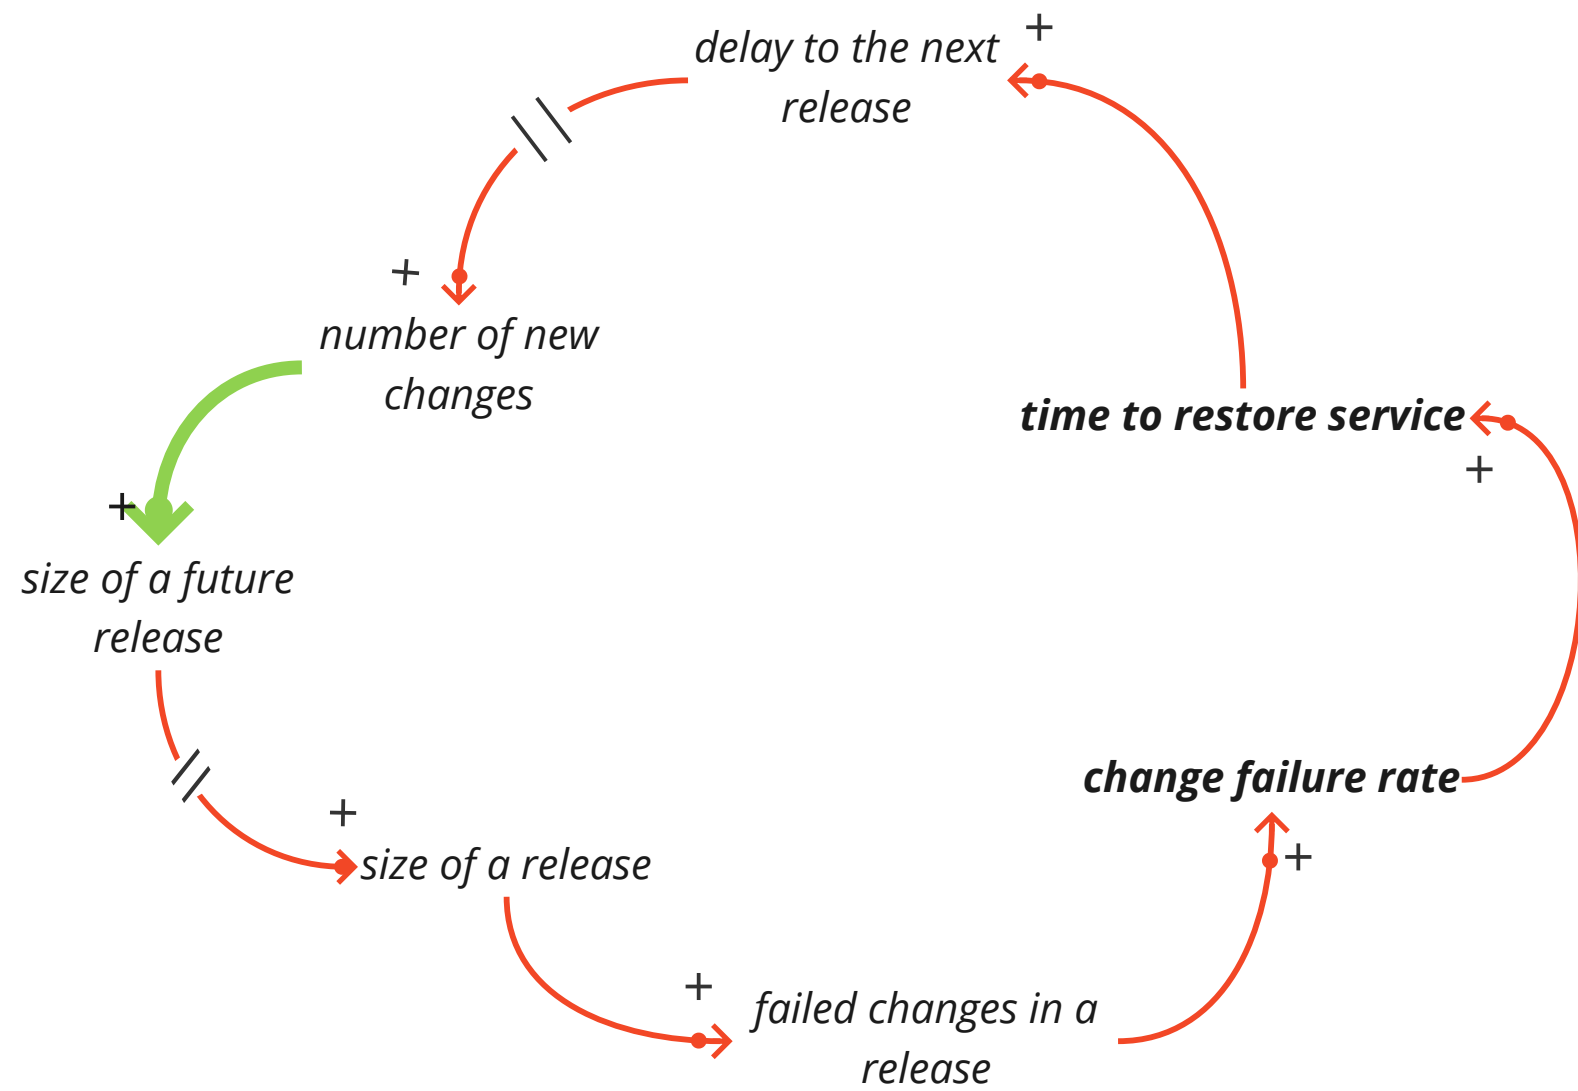 delay to the next
release
+
+
number of new
changes
+
size of a future
release
time to restore service
+
change failure rate
+
+
size of a release
+
failed changes in a
release